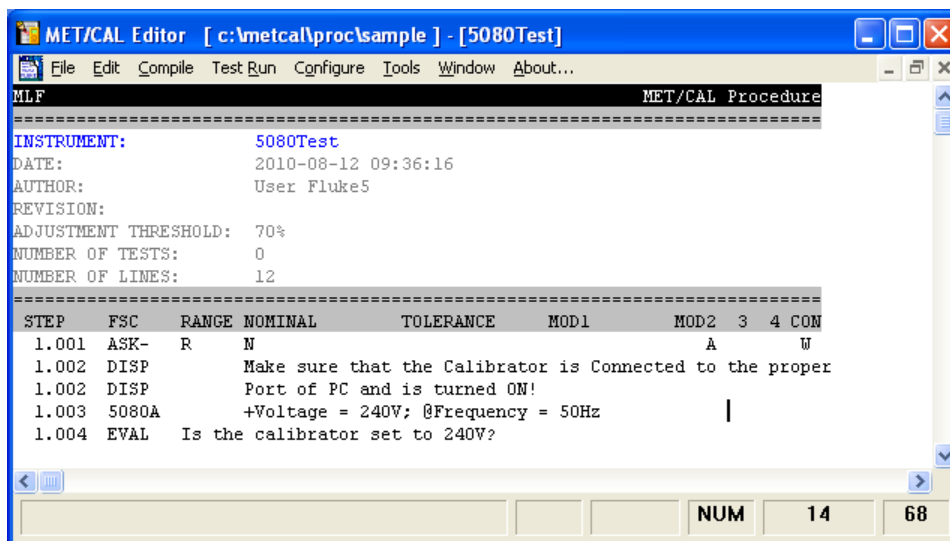 MET/CAL Editor [ c:\metcal\proc\sample ] - [5080Test]
File Edit Compile Test Run Configure Tools Window About...
MLF MET/CAL Procedure
=============================================================================
INSTRUMENT: 5080Test
DATE: 2010-08-12 09:36:16
AUTHOR: User Fluke5
REVISION:
ADJUSTMENT THRESHOLD: 70%
NUMBER OF TESTS: 0
NUMBER OF LINES: 12
=============================================================================
STEP FSC RANGE NOMINAL TOLERANCE MOD1 MOD2 3 4 CON
1.001 ASK- R N A W
1.002 DISP Make sure that the Calibrator is Connected to the proper
1.002 DISP Port of PC and is turned ON!
1.003 5080A +Voltage = 240V; @Frequency = 50Hz
1.004 EVAL Is the calibrator set to 240V?
NUM 14 68